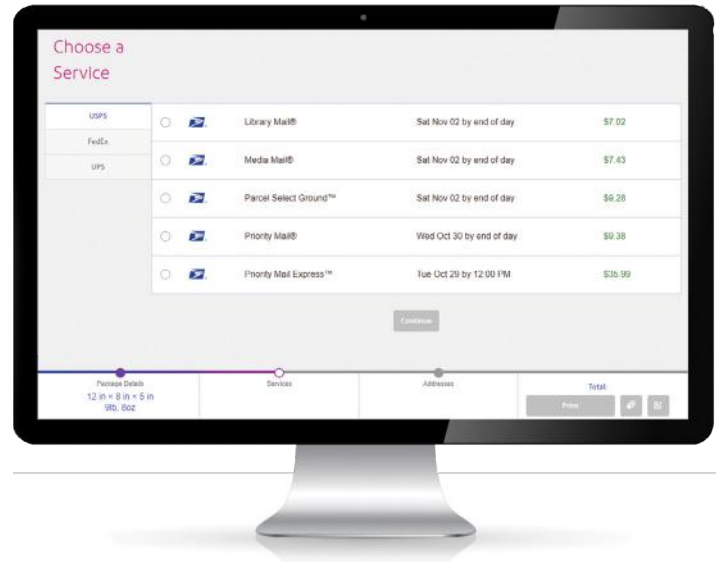 Choose a
Service
USPS
FedEx
UPS
Library Mail® Sat Nov 02 by end of day $7.02
Media Mail® Sat Nov 02 by end of day $7.43
Parcel Select Ground™ Sat Nov 02 by end of day $9.28
Priority Mail® Wed Oct 30 by end of day $9.38
Priority Mail Express™ Tue Oct 29 by 12:00 PM $35.99
Continue
Package Details
12 in × 8 in × 5 in
9lb, 8oz
Services
Addresses
Total:
Print